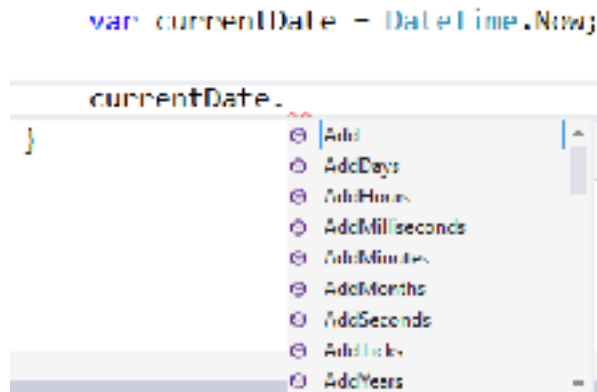 var currentDate = DateTime.Now;
currentDate.
}
Add
AddDays
AddHours
AddMilliseconds
AddMinutes
AddMonths
AddSeconds
AddTicks
AddYears